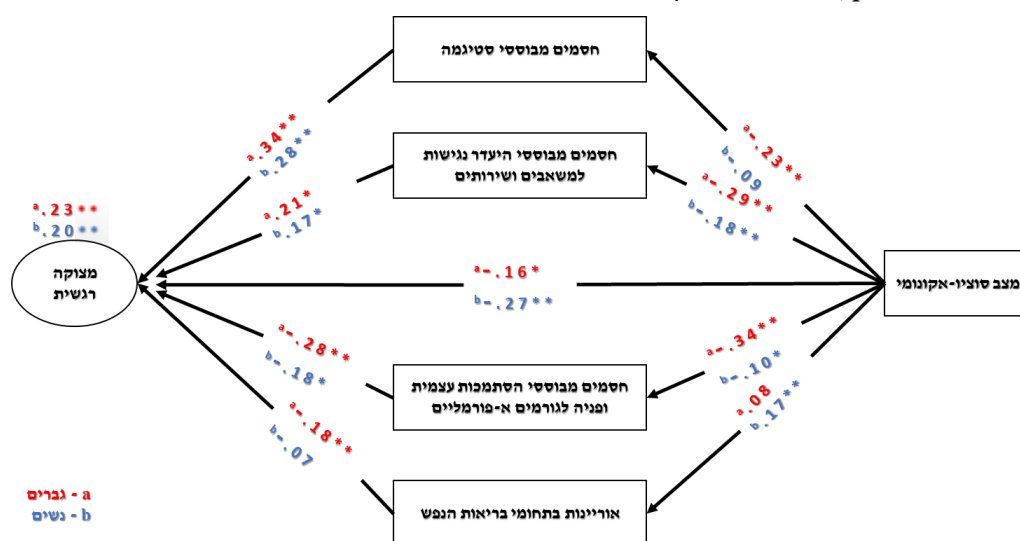 חסמים מבוססי סטיגמה
a.34**
b.28**
a-.23**
b-.09
חסמים מבוססי היעדר נגישות
למשאבים ושירותים
a.21*
b.17*
a-.29**
b-.18**
a.23**
b.20**
מצוקה
רגשית
a-.16*
b-.27**
מצב סוציו-אקונומי
חסמים מבוססי הסתמכות עצמית
ופניה לגורמים א-פורמליים
a-.28**
b-.18*
a-.34**
b-.10*
אוריינות בתחומי בריאות הנפש
a-.18**
b-.07
a.08
b.17**
a - גברים
b - נשים